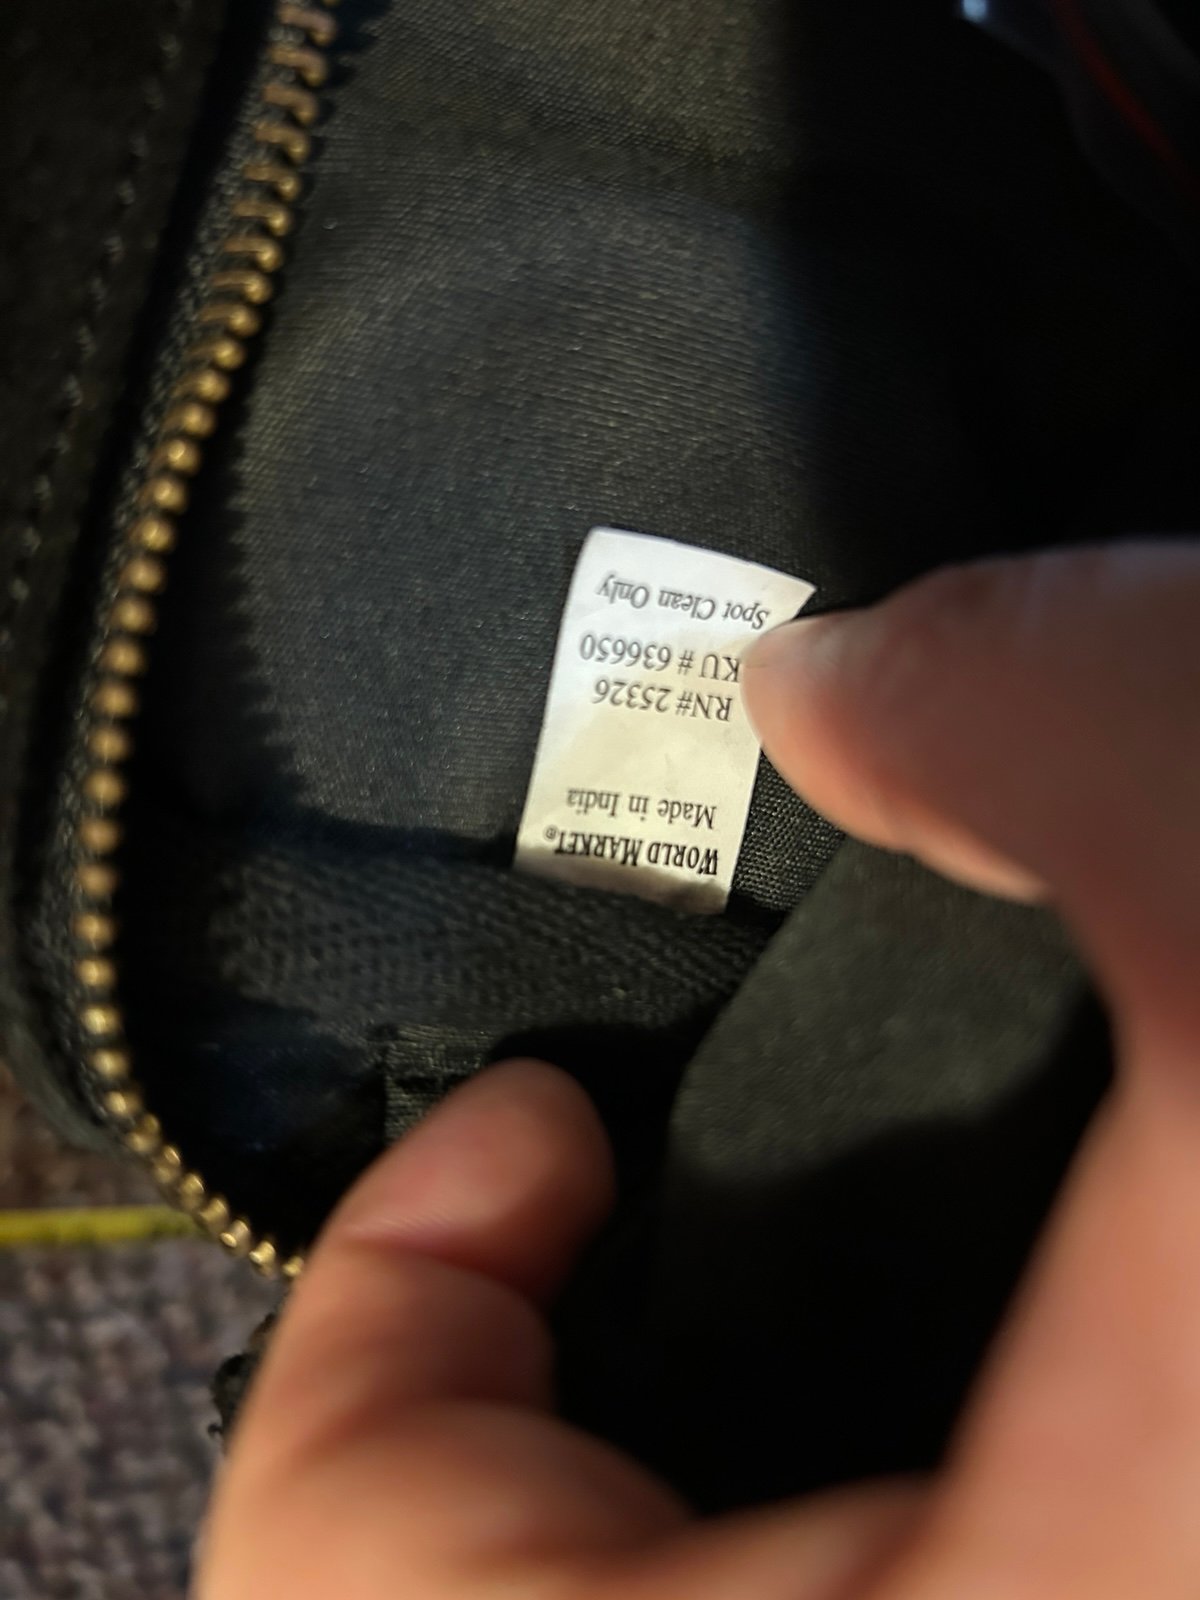 WORLD MARKET®
Made in India
RN# 25326
KU # 636650
Spot Clean Only